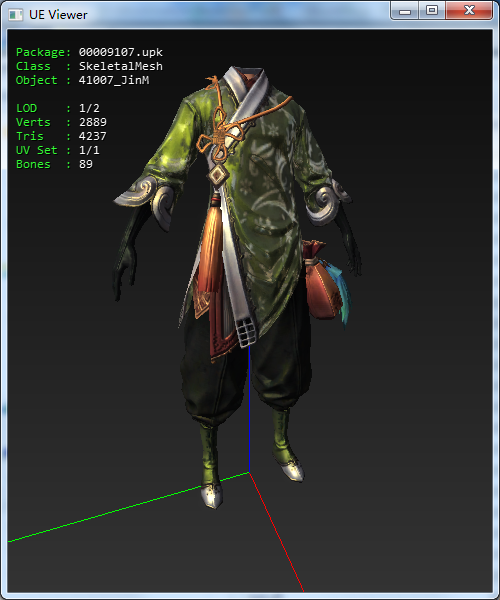 UE Viewer
Package: 00009107.upk
Class  : SkeletalMesh
Object : 41007_JinM
LOD    : 1/2
Verts  : 2889
Tris   : 4237
UV Set : 1/1
Bones  : 89